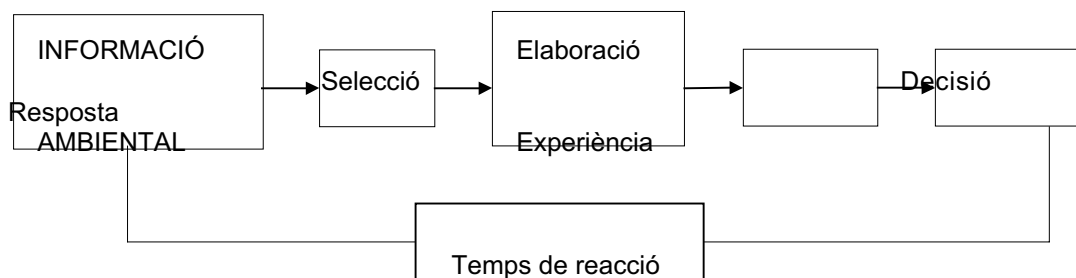 INFORMACIÓ
Elaboració
Selecció
Decisió
Resposta
AMBIENTAL
Experiència
Temps de reacció